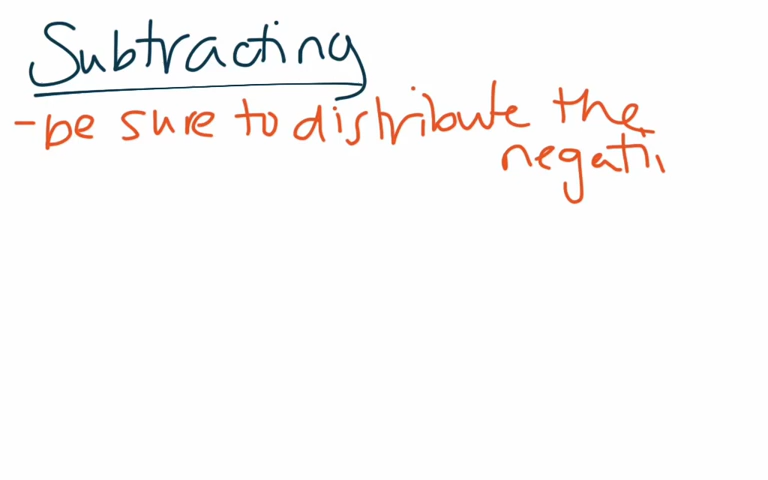 Subtracting
-be sure to distribute the
negati